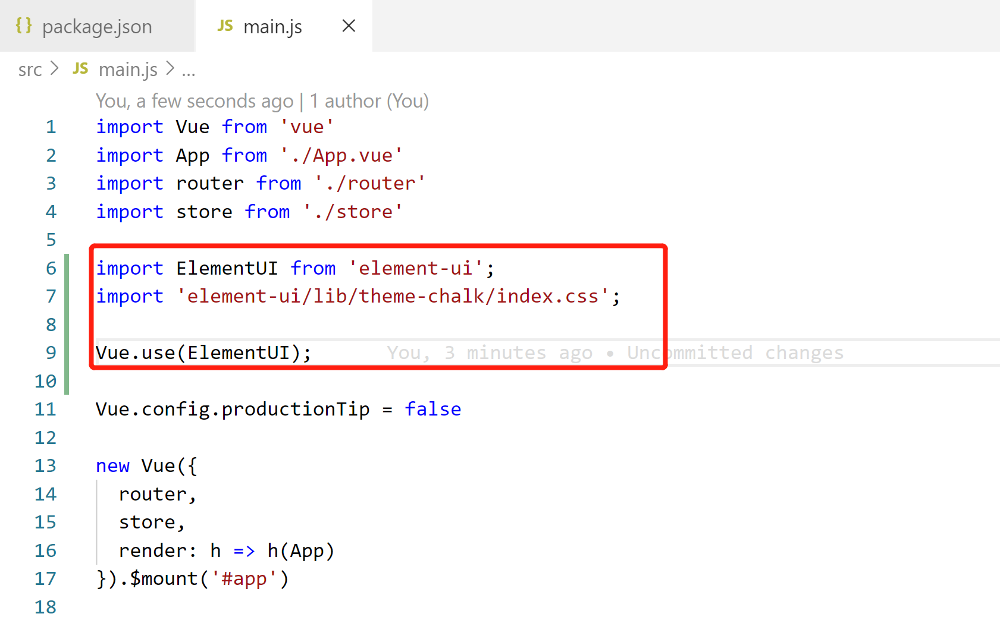 {} package.json JS main.js
src > JS main.js > ...
You, a few seconds ago | 1 author (You)
1 import Vue from 'vue'
2 import App from './App.vue'
3 import router from './router'
4 import store from './store'
5
6 import ElementUI from 'element-ui';
7 import 'element-ui/lib/theme-chalk/index.css';
8
9 Vue.use(ElementUI); You, 3 minutes ago • Uncommitted changes
10
11 Vue.config.productionTip = false
12
13 new Vue({
14 router,
15 store,
16 render: h => h(App)
17 }).$mount('#app')
18